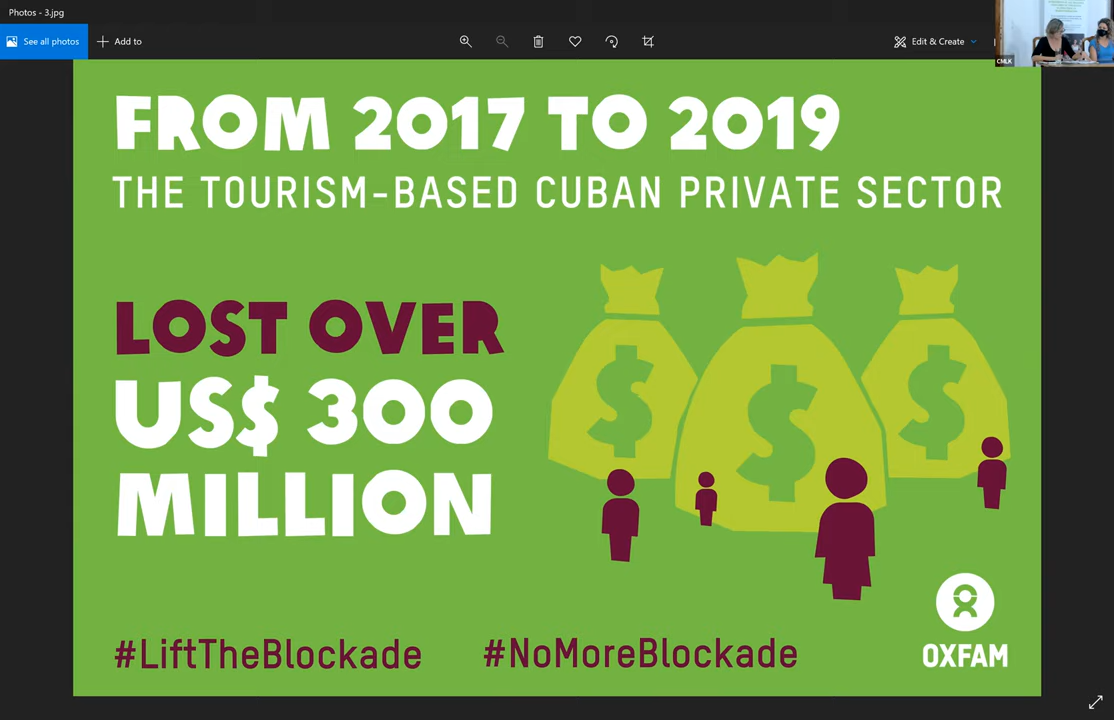 Photos - 3.jpg
See all photos
Add to
Edit & Create
CMLK
FROM 2017 TO 2019
THE TOURISM-BASED CUBAN PRIVATE SECTOR
LOST OVER
US$ 300
MILLION
$ $ $
#LiftTheBlockade #NoMoreBlockade
OXFAM